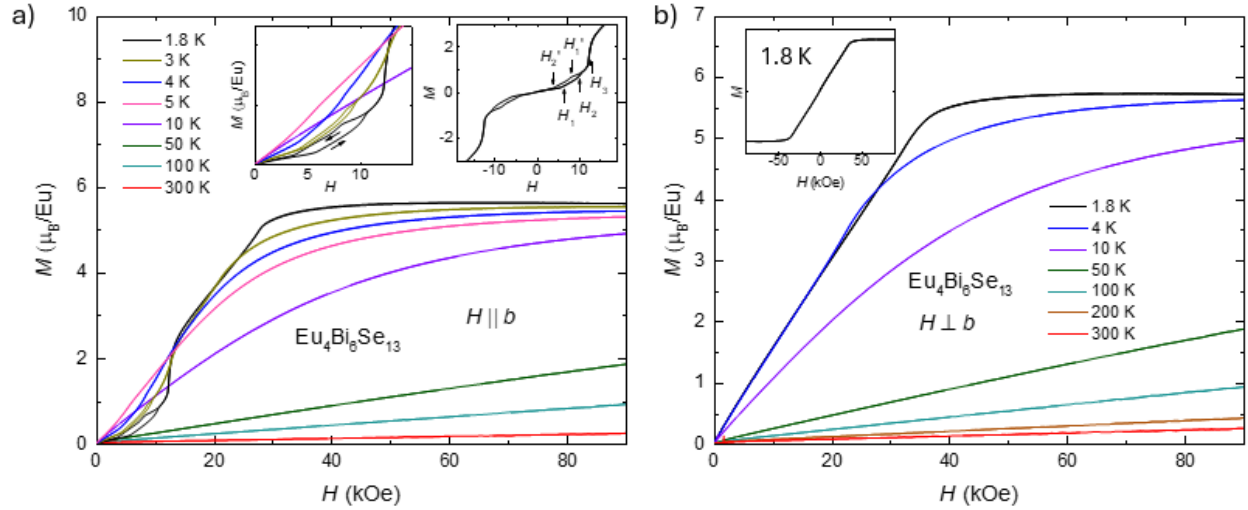 a)
1.8 K
3 K
4 K
5 K
10 K
50 K
100 K
300 K
M (μB/Eu)
0 5 10
H
M
2
0
-2
H2' H1'
H3
H1 H2
-10 0 10
H
M (μB/Eu)
10
8
6
4
2
0
Eu4Bi6Se13
H || b
0 20 40 60 80
H (kOe)
b)
1.8 K
M
-50 0 50
H (kOe)
M (μB/Eu)
7
6
5
4
3
2
1
0
Eu4Bi6Se13
H ⊥ b
1.8 K
4 K
10 K
50 K
100 K
200 K
300 K
0 20 40 60 80
H (kOe)